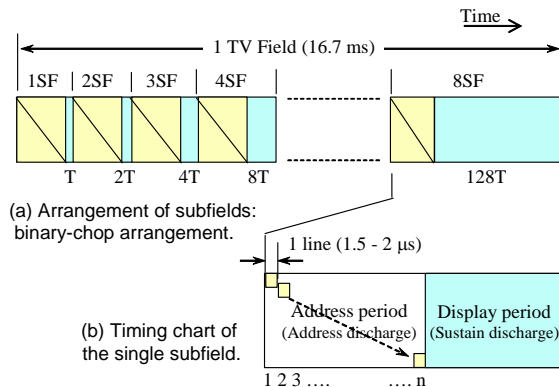 Time
1 TV Field (16.7 ms)
1SF 2SF 3SF 4SF 8SF
T 2T 4T 8T 128T
(a) Arrangement of subfields:
binary-chop arrangement.
1 line (1.5 - 2 μs)
Address period
(Address discharge)
Display period
(Sustain discharge)
(b) Timing chart of
the single subfield.
1 2 3 .... .... n